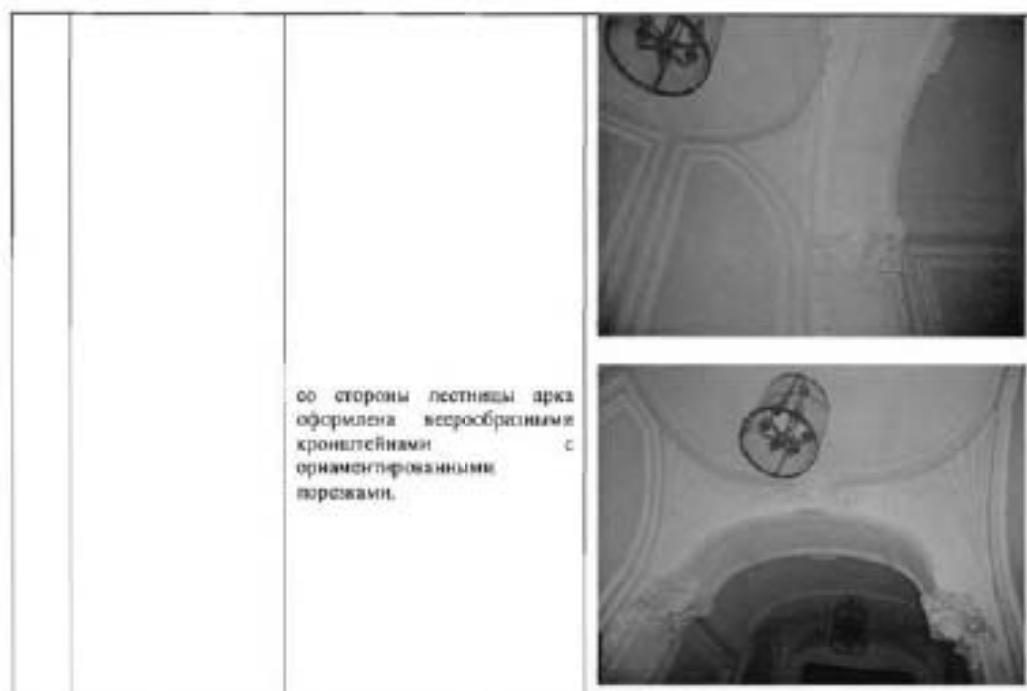 со стороны лестницы арка
оформлена веерообразными
кронштейнами с
орнаментированными
порезками.